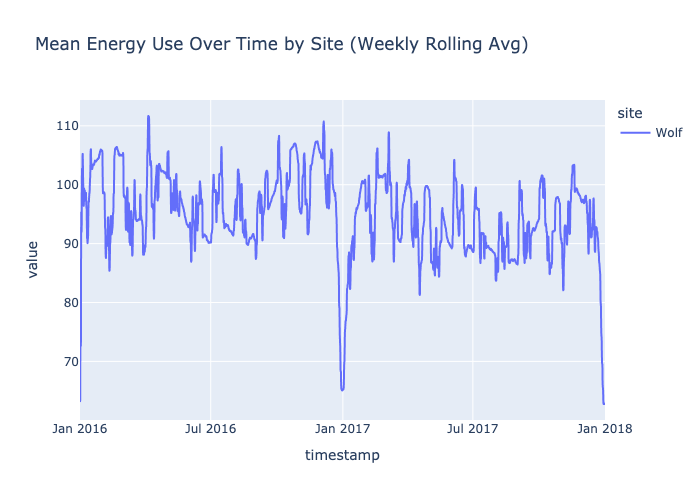 Mean Energy Use Over Time by Site (Weekly Rolling Avg)
site
Wolf
110
100
90
80
70
value
Jan 2016
Jul 2016
Jan 2017
Jul 2017
Jan 2018
timestamp